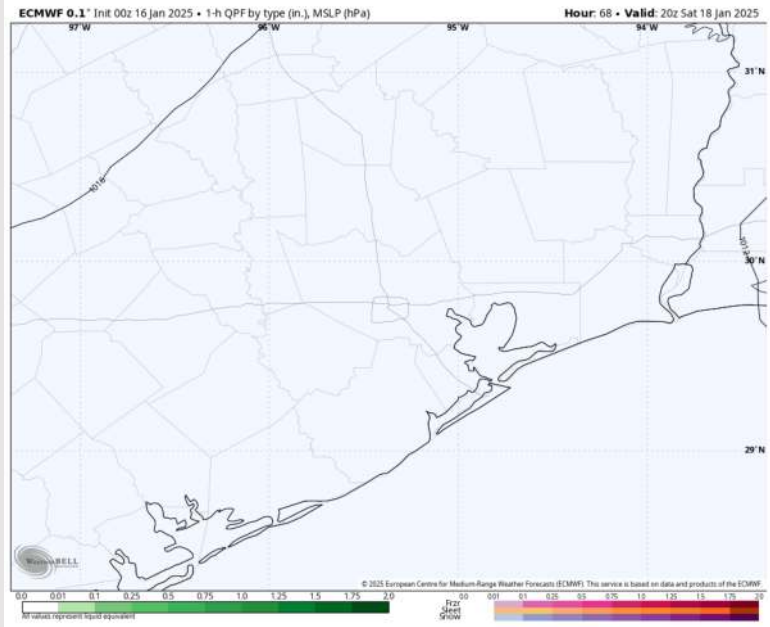 ECMWF 0.1° Init 00z 16 Jan 2025 • 1-h QPF by type (in.), MSLP (hPa) Hour: 68 • Valid: 20z Sat 18 Jan 2025
97°W 96°W 95°W 94°W
31°N
1016
30°N
1012
29°N
WeatherBELL
© 2025 European Centre for Medium-Range Weather Forecasts (ECMWF). This service is based on data and products of the ECMWF.
0.0 0.01 0.1 0.25 0.5 0.75 1.0 1.25 1.5 1.75 2.0 0.0 0.01 0.1 0.25 0.5 0.75 1.0 1.25 1.5 1.75 2.0
Frzr
Sleet
Snow
All values represent liquid equivalent